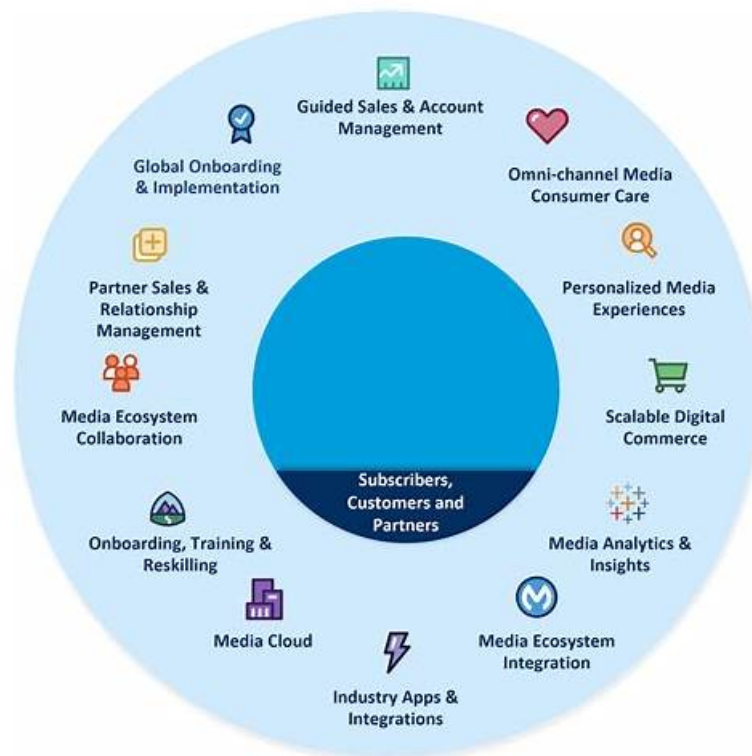 Guided Sales & Account
Management
Omni-channel Media
Consumer Care
Personalized Media
Experiences
Scalable Digital
Commerce
Media Analytics &
Insights
Media Ecosystem
Integration
Industry Apps &
Integrations
Media Cloud
Onboarding, Training &
Reskilling
Media Ecosystem
Collaboration
Partner Sales &
Relationship
Management
Global Onboarding
& Implementation
Subscribers,
Customers and
Partners